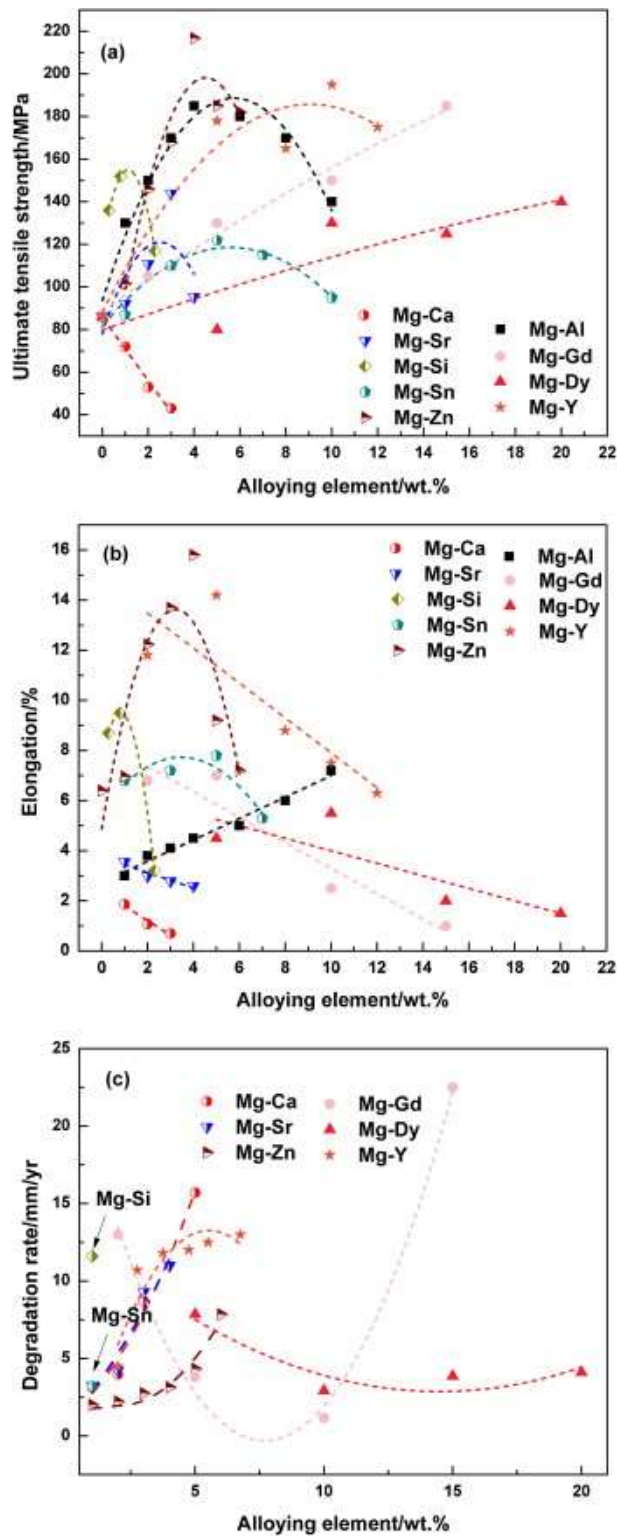 (a)
Ultimate tensile strength/MPa
220
200
180
160
140
120
100
80
60
40
Mg-Ca
Mg-Sr
Mg-Si
Mg-Sn
Mg-Zn
Mg-Al
Mg-Gd
Mg-Dy
Mg-Y
0 2 4 6 8 10 12 14 16 18 20 22
Alloying element/wt.%
(b)
Elongation/%
16
14
12
10
8
6
4
2
0
Mg-Ca
Mg-Sr
Mg-Si
Mg-Sn
Mg-Zn
Mg-Al
Mg-Gd
Mg-Dy
Mg-Y
0 2 4 6 8 10 12 14 16 18 20 22
Alloying element/wt.%
(c)
Degradation rate/mm/yr
25
20
15
10
5
0
Mg-Ca
Mg-Sr
Mg-Zn
Mg-Gd
Mg-Dy
Mg-Y
Mg-Si
Mg-Sn
5 10 15 20
Alloying element/wt.%